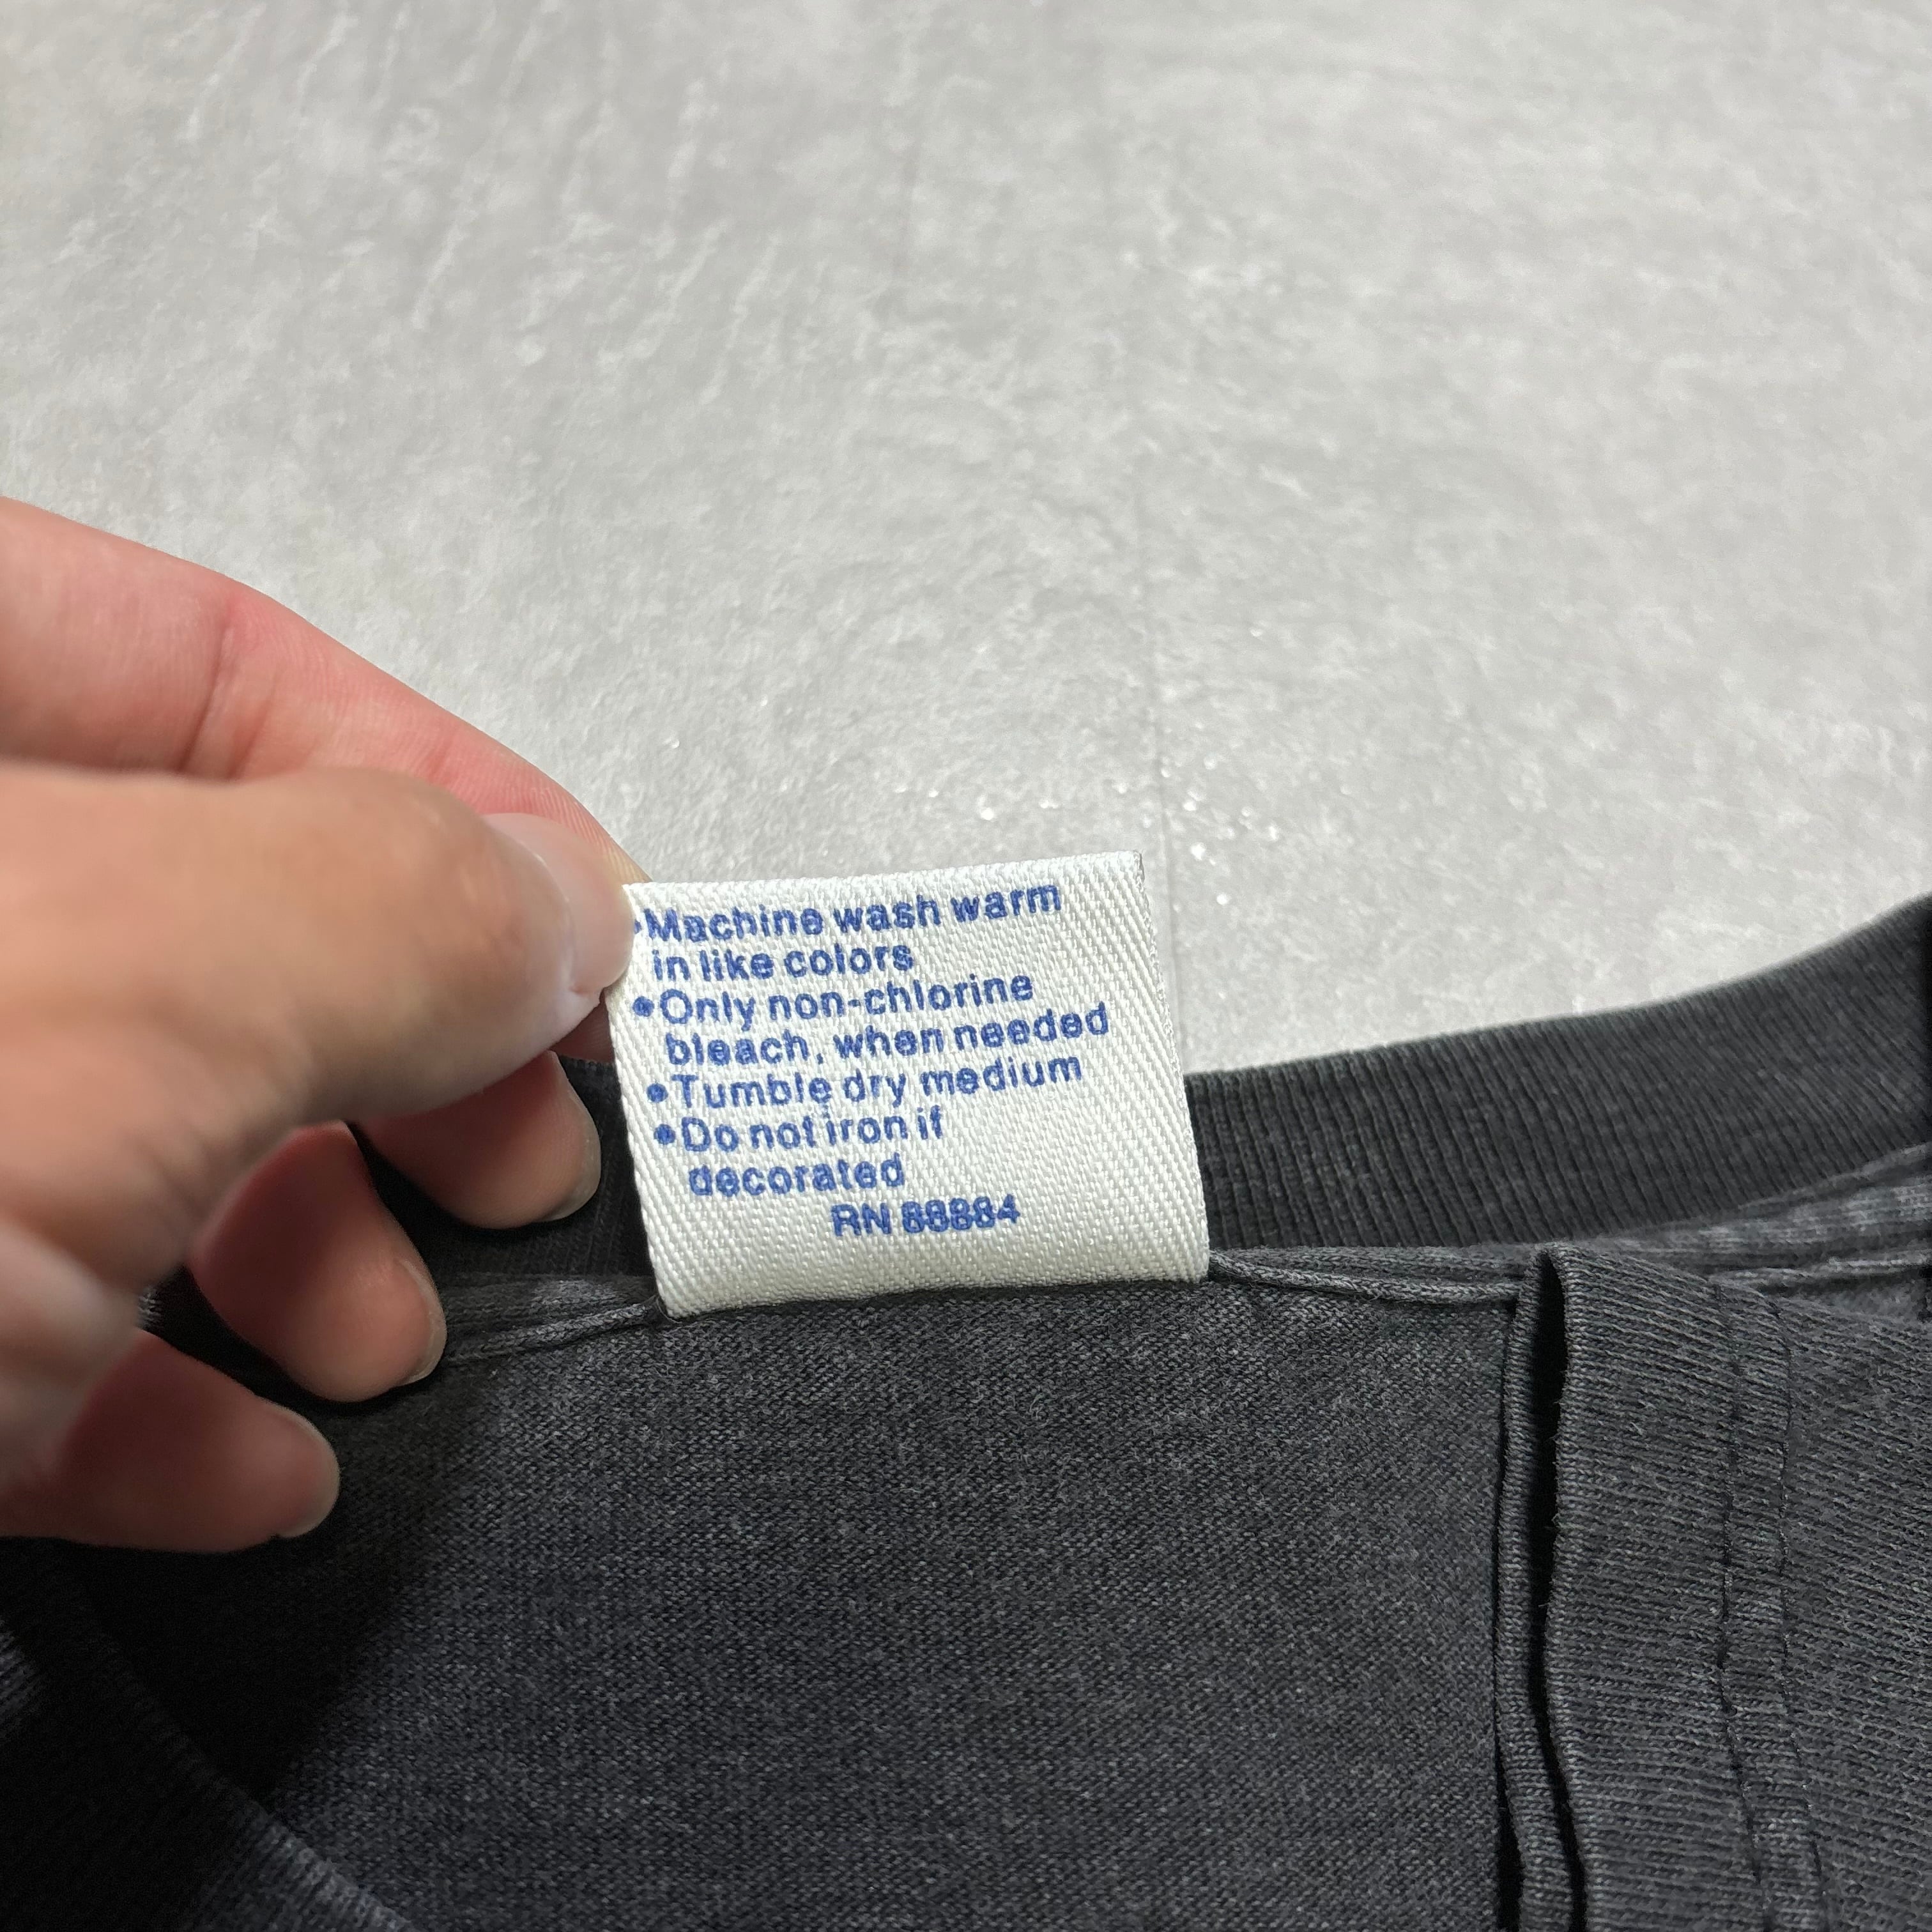 •Machine wash warm
in like colors
•Only non-chlorine
bleach, when needed
•Tumble dry medium
•Do not iron if
decorated
RN 88884